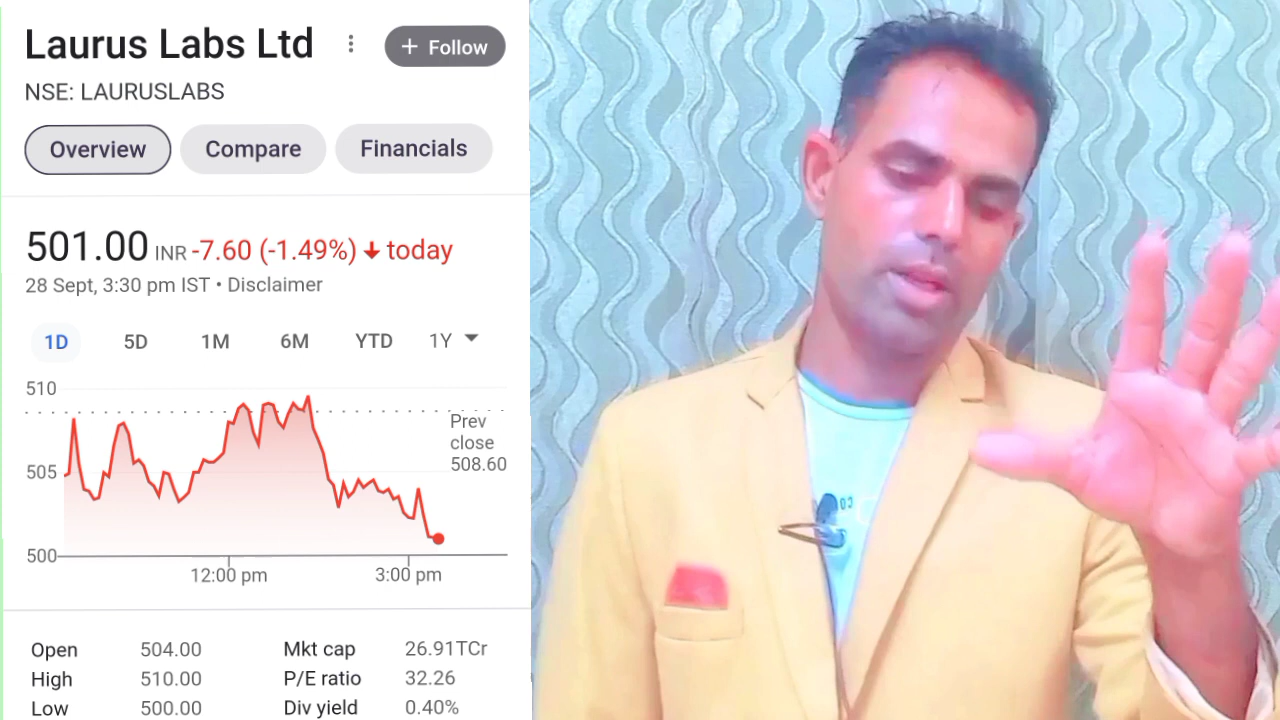 Laurus Labs Ltd
+ Follow
NSE: LAURUSLABS
Overview Compare Financials
501.00 INR -7.60 (-1.49%) ↓ today
28 Sept, 3:30 pm IST • Disclaimer
1D 5D 1M 6M YTD 1Y
510
Prev
close
508.60
505
500
12:00 pm 3:00 pm
Open 504.00 Mkt cap 26.91TCr
High 510.00 P/E ratio 32.26
Low 500.00 Div yield 0.40%